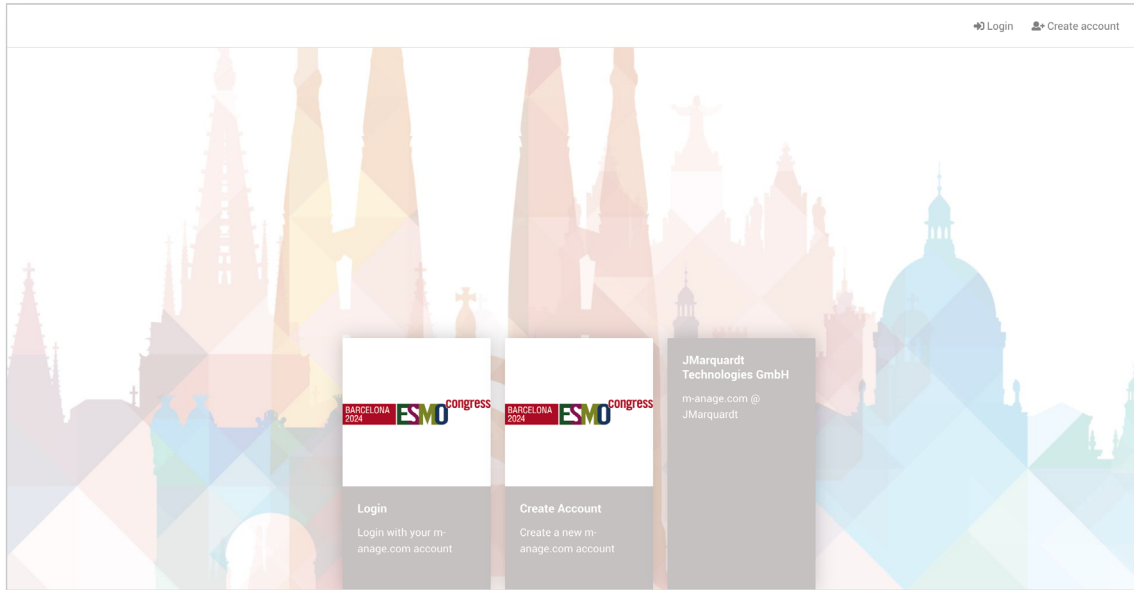 Login
Create account
BARCELONA
2024
ESMO congress
BARCELONA
2024
ESMO congress
JMarquardt
Technologies GmbH
m-anage.com @
JMarquardt
Login
Login with your m-
anage.com account
Create Account
Create a new m-
anage.com account